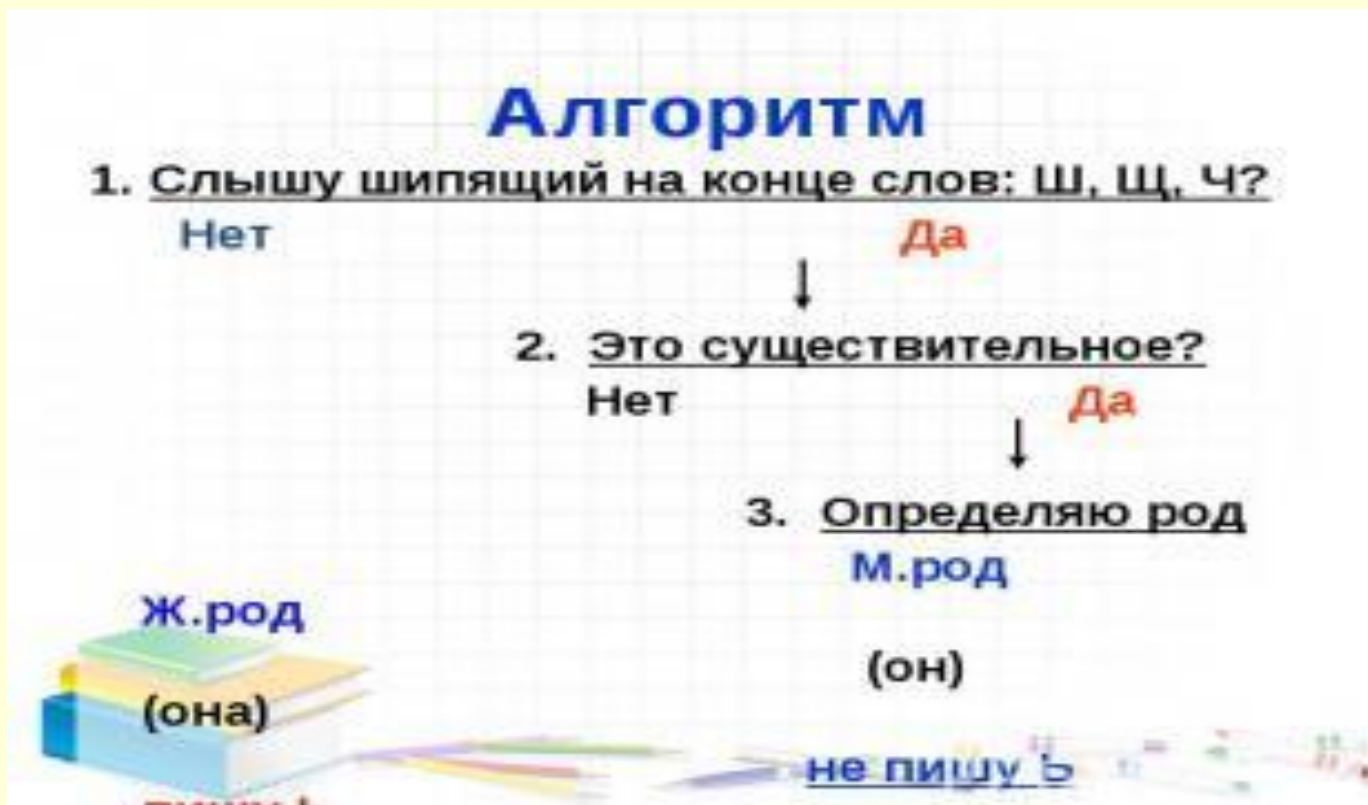 Алгоритм
1. Слышу шипящий на конце слов: Ш, Щ, Ч?
Нет Да
2. Это существительное?
Нет Да
3. Определяю род
М.род
Ж.род
(он)
(она)
не пишу Ь